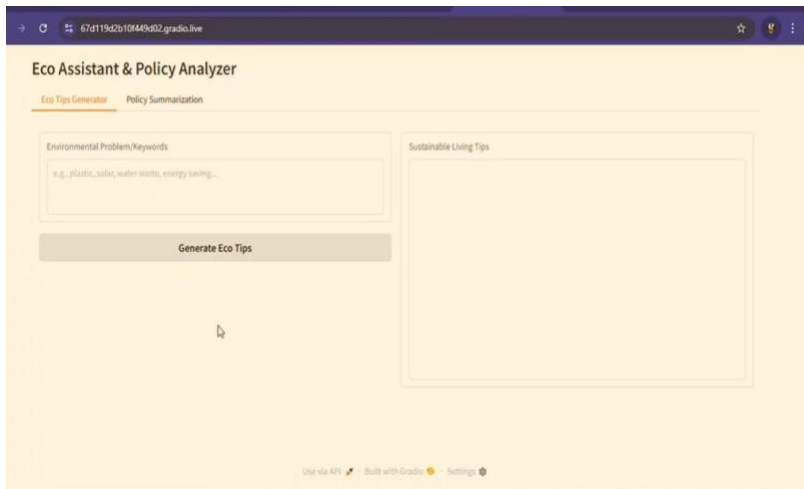 67d119d2b10f449d02.gradio.live
Eco Assistant & Policy Analyzer
Eco Tips Generator Policy Summarization
Environmental Problem/Keywords
e.g., plastic, solar, water waste, energy saving...
Generate Eco Tips
Sustainable Living Tips
Use via API · Built with Gradio · Settings